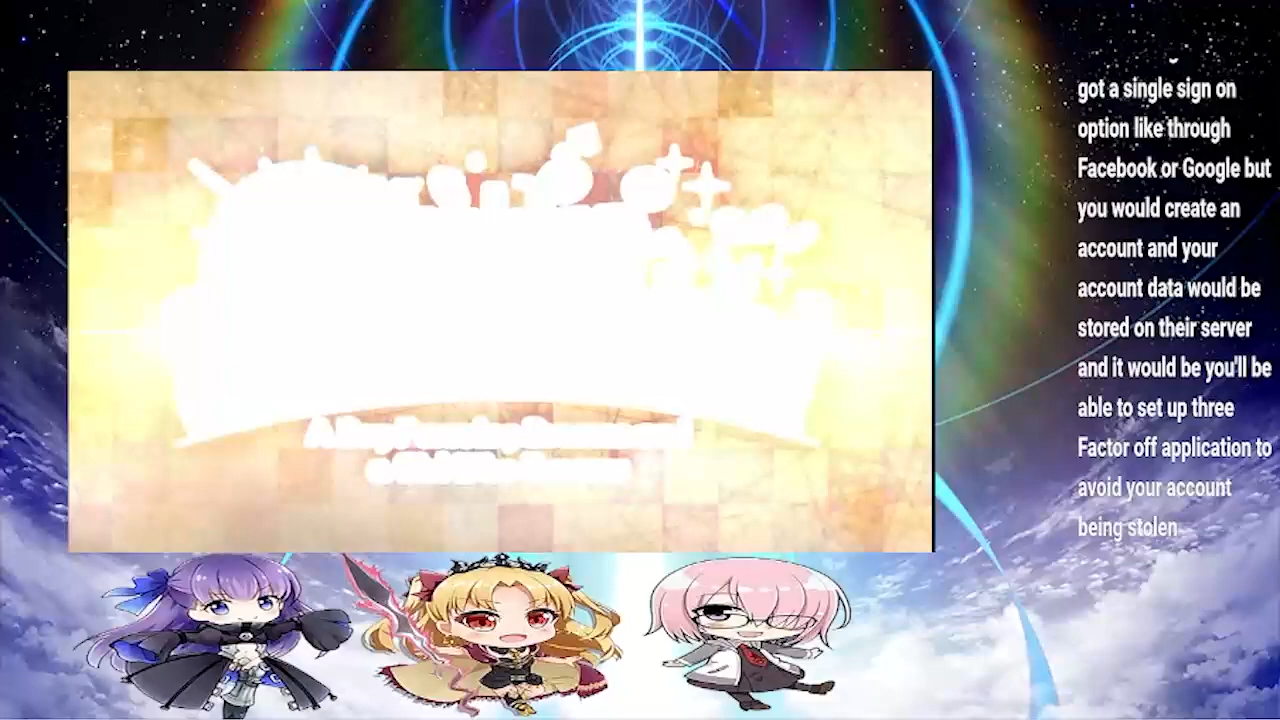 got a single sign on
option like through
Facebook or Google but
you would create an
account and your
account data would be
stored on their server
and it would be you'll be
able to set up three
Factor off application to
avoid your account
being stolen